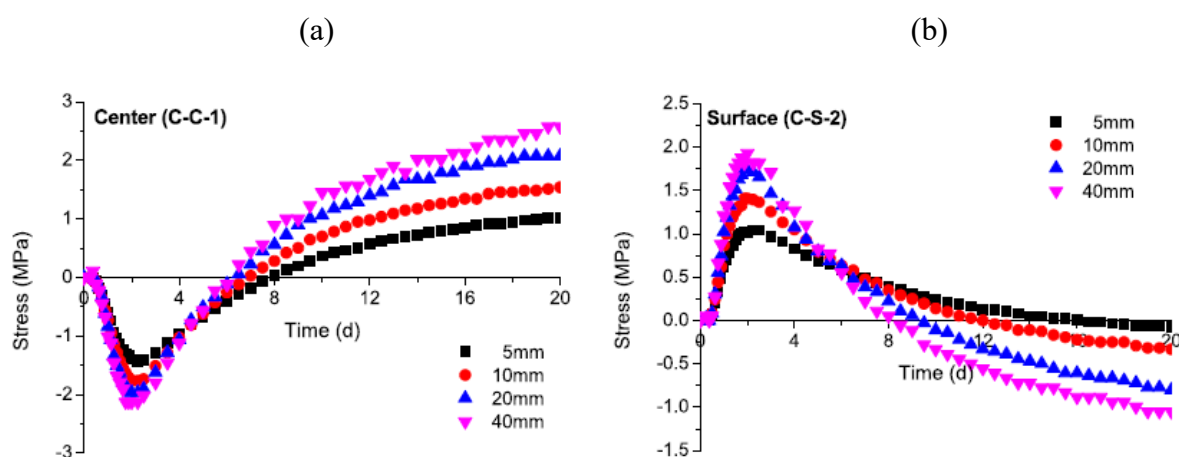 (a)
(b)
Center (C-C-1)
Stress (MPa)
3
2
1
0
-1
-2
-3
0
4
8
12
16
20
Time (d)
5mm
10mm
20mm
40mm
Surface (C-S-2)
Stress (MPa)
2.5
2.0
1.5
1.0
0.5
0.0
-0.5
-1.0
-1.5
0
4
8
12
16
20
Time (d)
5mm
10mm
20mm
40mm